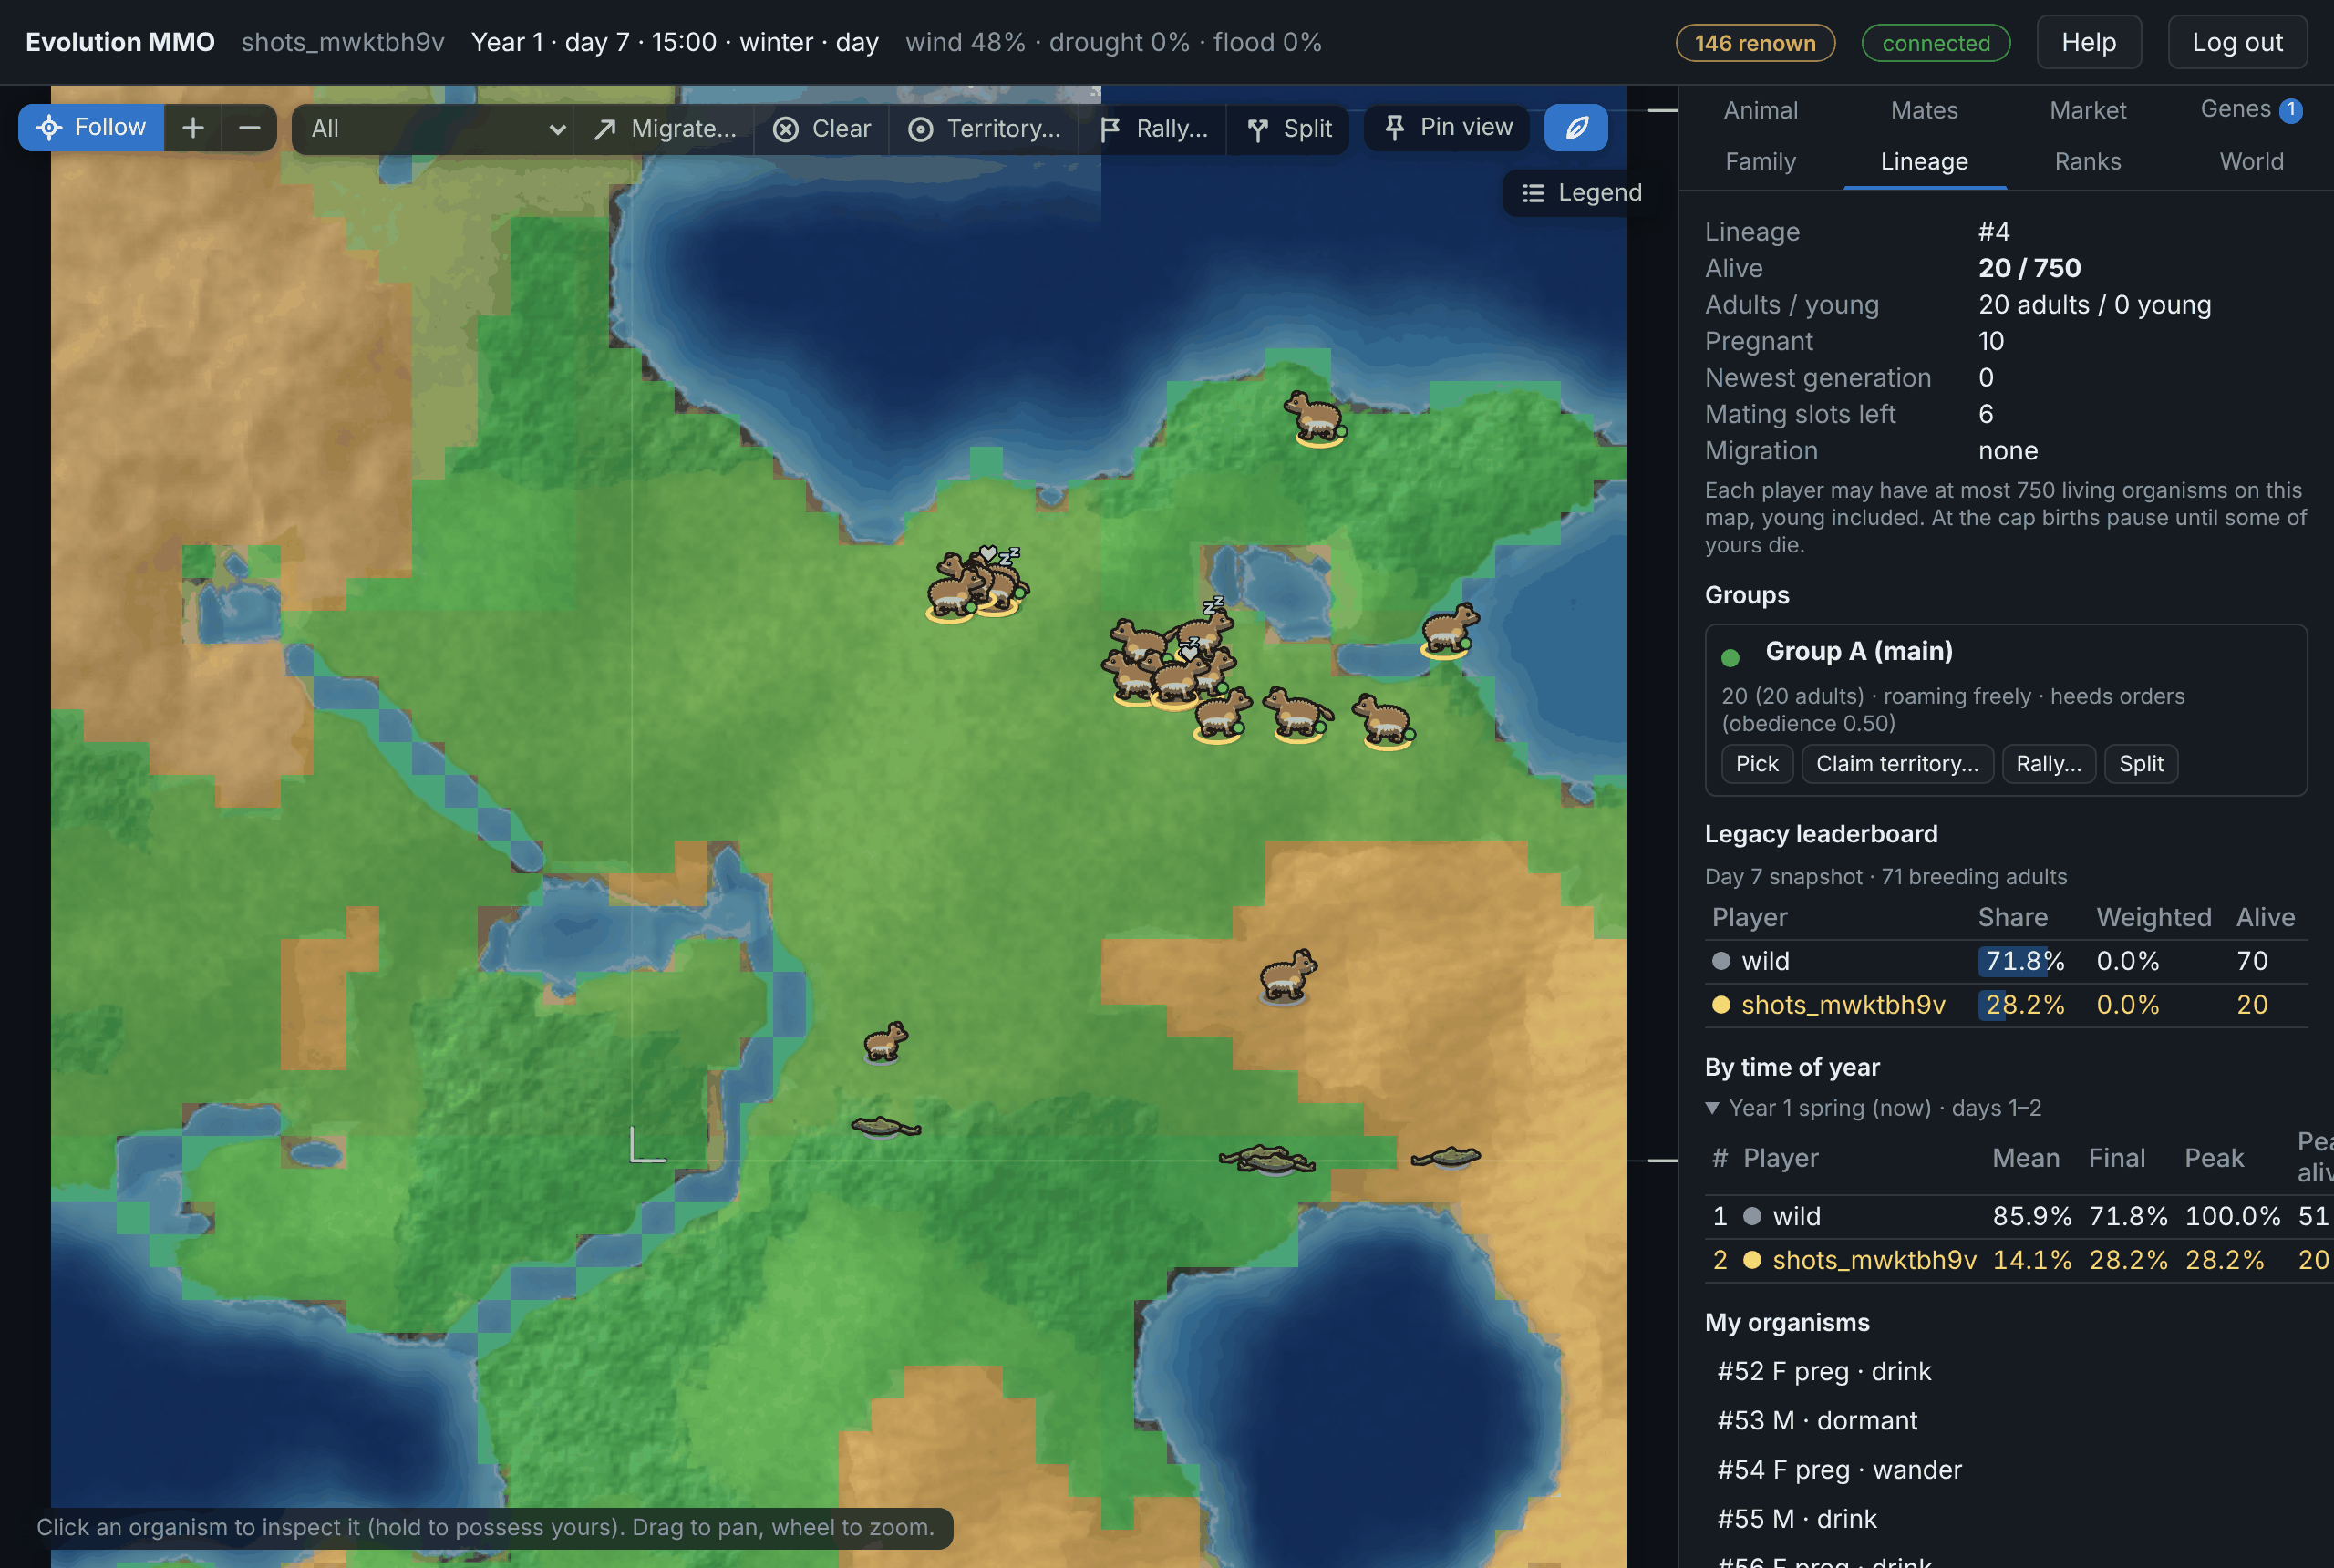 Evolution MMO shots_mwktbh9v Year 1 · day 7 · 15:00 · winter · day wind 48% · drought 0% · flood 0% 146 renown connected Help Log out
Follow + − All Migrate... Clear Territory... Rally... Split Pin view
Legend
Animal Mates Market Genes 1
Family Lineage Ranks World
Lineage #4
Alive 20 / 750
Adults / young 20 adults / 0 young
Pregnant 10
Newest generation 0
Mating slots left 6
Migration none
Each player may have at most 750 living organisms on this
map, young included. At the cap births pause until some of
yours die.
Groups
Group A (main)
20 (20 adults) · roaming freely · heeds orders
(obedience 0.50)
Pick Claim territory... Rally... Split
Legacy leaderboard
Day 7 snapshot · 71 breeding adults
Player Share Weighted Alive
wild 71.8% 0.0% 70
shots_mwktbh9v 28.2% 0.0% 20
By time of year
Year 1 spring (now) · days 1–2
# Player Mean Final Peak
1 wild 85.9% 71.8% 100.0% 51
2 shots_mwktbh9v 14.1% 28.2% 28.2% 20
My organisms
#52 F preg · drink
#53 M · dormant
#54 F preg · wander
#55 M · drink
#56 F preg · drink
Click an organism to inspect it (hold to possess yours). Drag to pan, wheel to zoom.